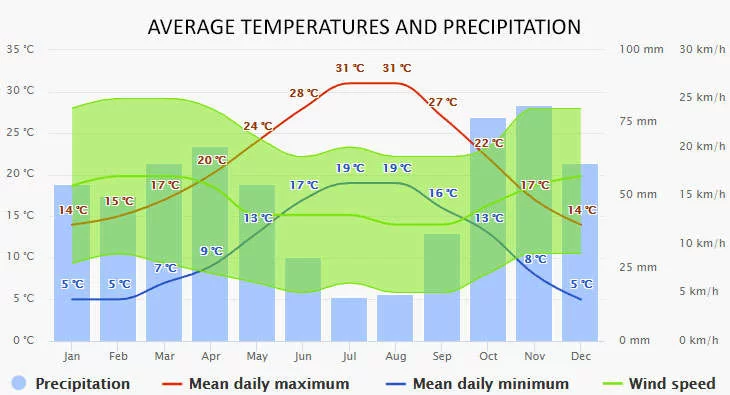 AVERAGE TEMPERATURES AND PRECIPITATION
35 °C 100 mm 30 km/h
31 °C 31 °C
30 °C 28 °C 27 °C 25 km/h
25 °C 24 °C 22 °C 75 mm
20 °C 20 °C 19 °C 19 °C 20 km/h
17 °C 17 °C 16 °C 17 °C
15 °C 14 °C 15 °C 13 °C 13 °C 14 °C 50 mm 15 km/h
10 °C 9 °C 8 °C 10 km/h
7 °C 25 mm
5 °C 5 °C 5 °C 5 °C 5 km/h
0 °C 0 mm 0 km/h
Jan Feb Mar Apr May Jun Jul Aug Sep Oct Nov Dec
Precipitation Mean daily maximum Mean daily minimum Wind speed